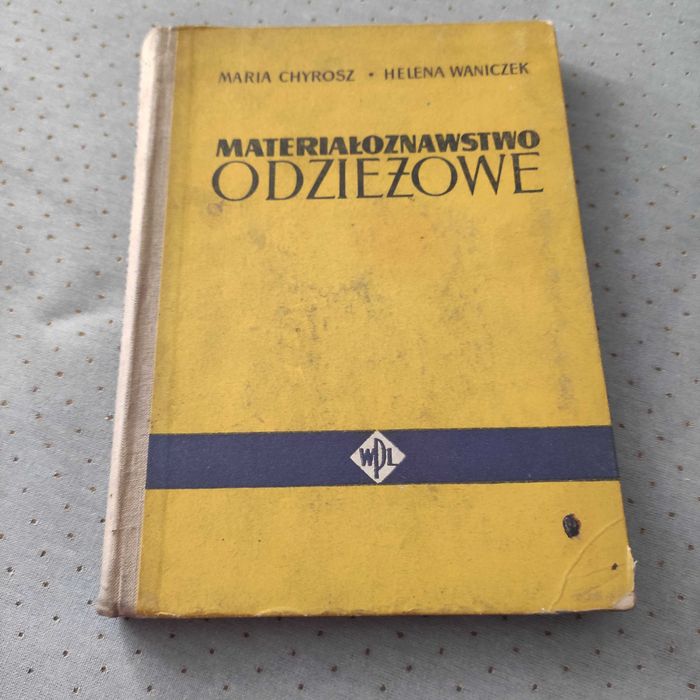 MARIA CHYROSZ • HELENA WANICZEK
MATERIAŁOZNAWSTWO
ODZIEŻOWE
WPL